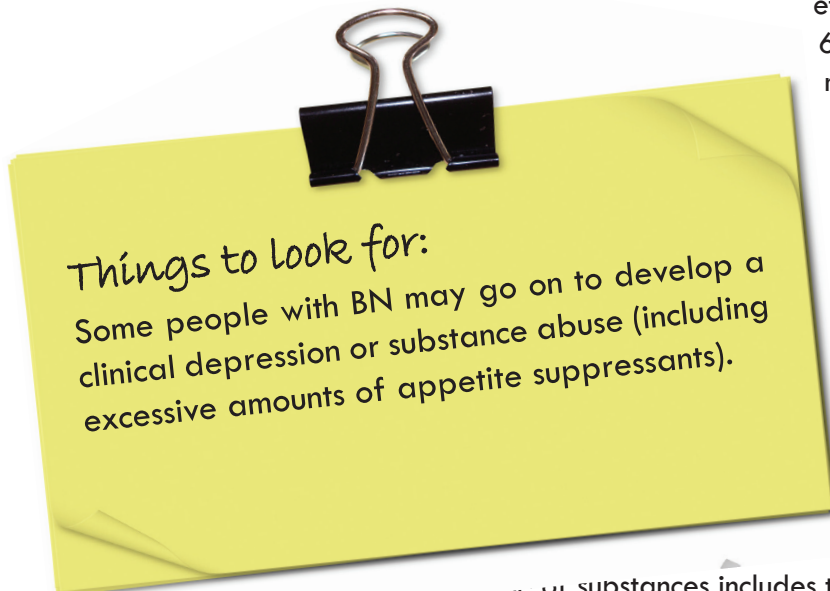 Things to look for:
Some people with BN may go on to develop a
clinical depression or substance abuse (including
excessive amounts of appetite suppressants).
substances includes